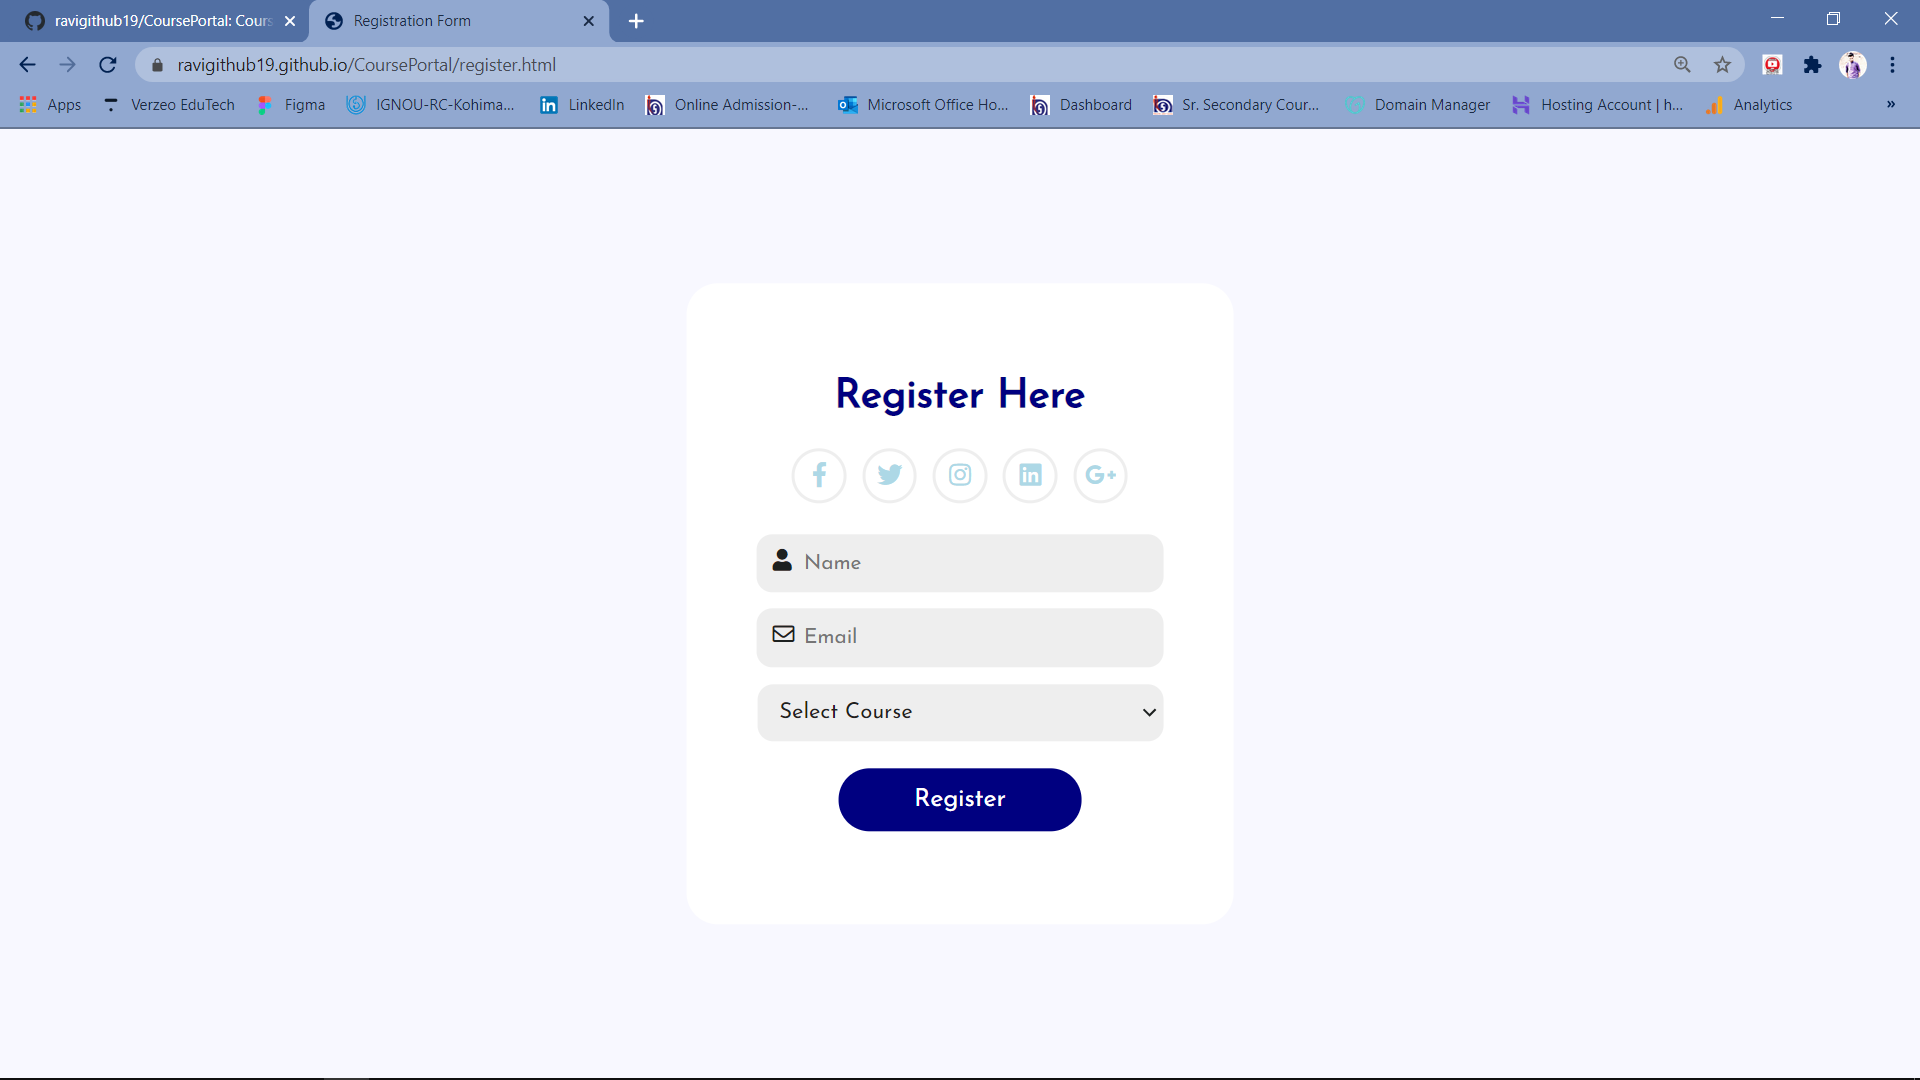 ravigithub19/CoursePortal: Cours
Registration Form
ravigithub19.github.io/CoursePortal/register.html
Apps
Verzeo EduTech
Figma
IGNOU-RC-Kohima...
LinkedIn
Online Admission-...
Microsoft Office Ho...
Dashboard
Sr. Secondary Cour...
Domain Manager
Hosting Account | h...
Analytics
»
Register Here
Name
Email
Select Course
Register